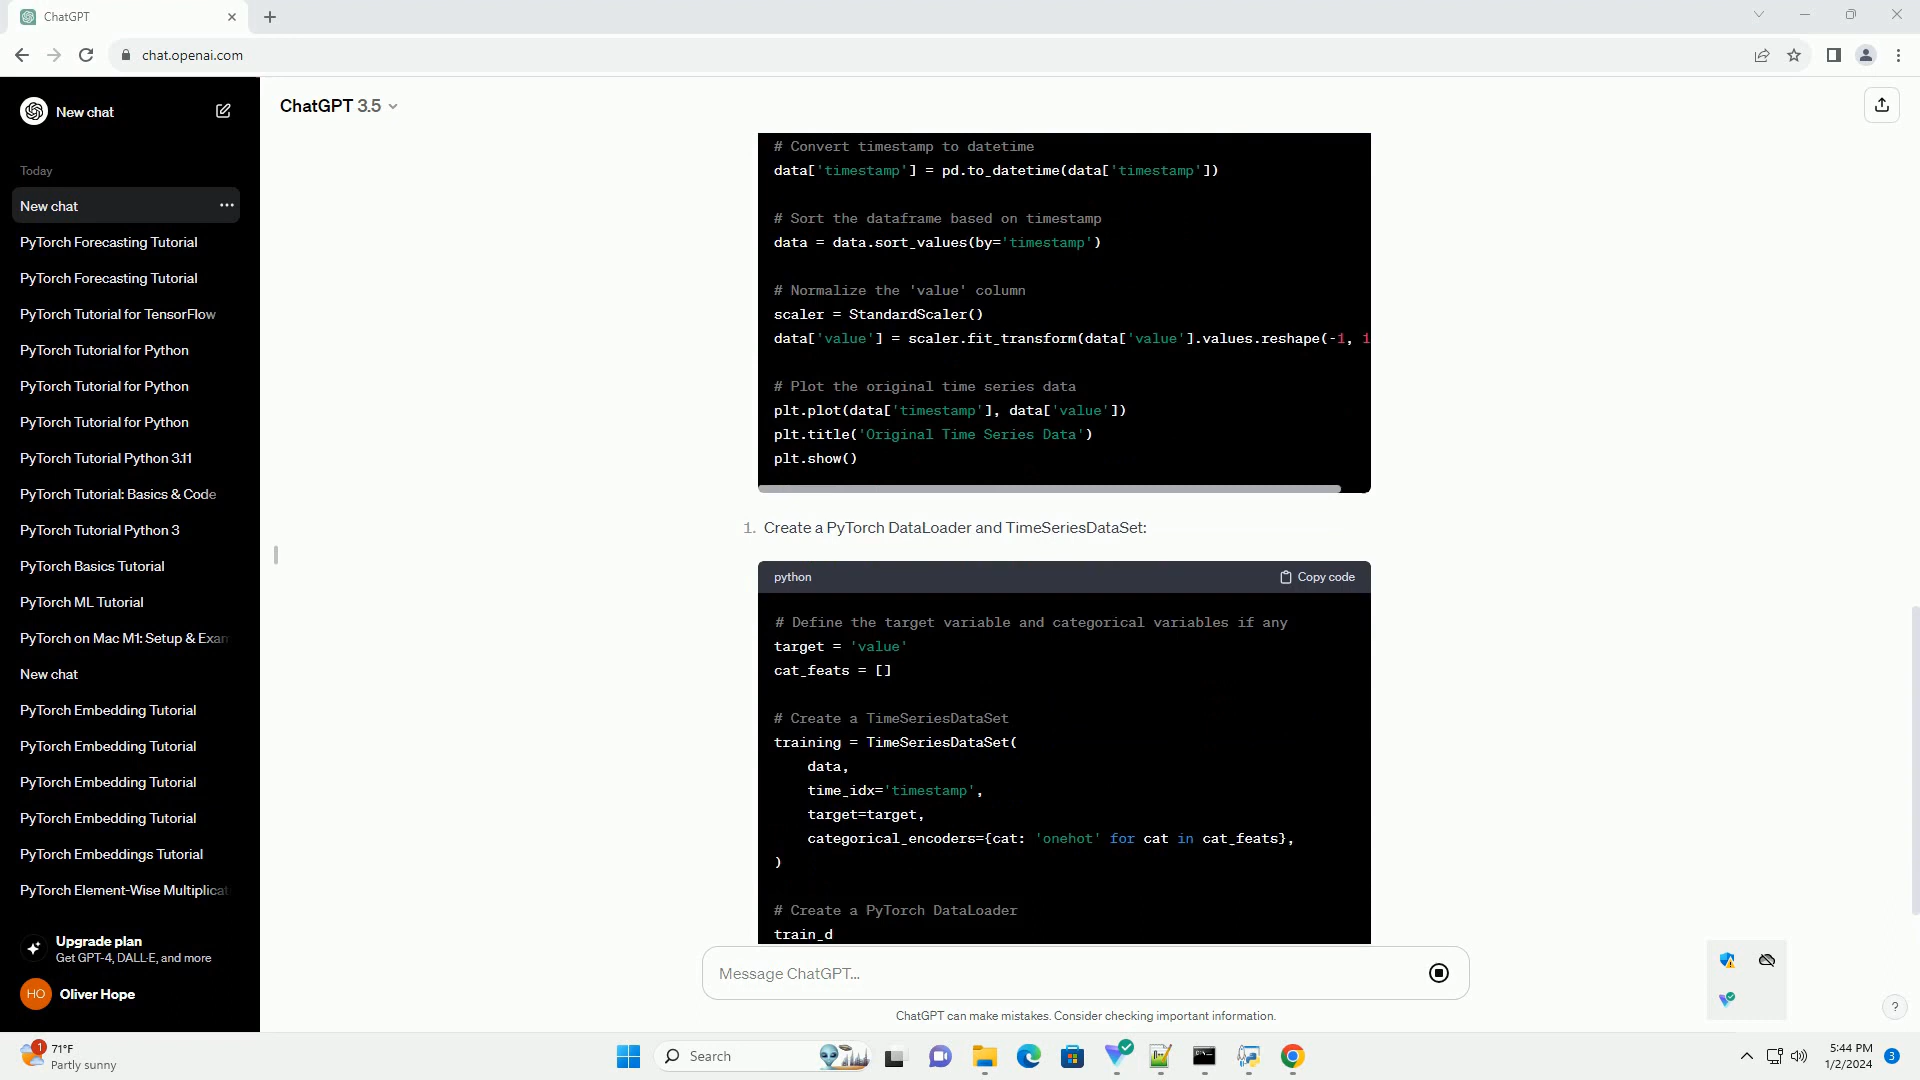 ChatGPT
chat.openai.com
New chat
ChatGPT 3.5
Today
New chat
PyTorch Forecasting Tutorial
PyTorch Forecasting Tutorial
PyTorch Tutorial for TensorFlow
PyTorch Tutorial for Python
PyTorch Tutorial for Python
PyTorch Tutorial for Python
PyTorch Tutorial Python 3.11
PyTorch Tutorial: Basics & Code
PyTorch Tutorial Python 3
PyTorch Basics Tutorial
PyTorch ML Tutorial
PyTorch on Mac M1: Setup & Exam
New chat
PyTorch Embedding Tutorial
PyTorch Embedding Tutorial
PyTorch Embedding Tutorial
PyTorch Embedding Tutorial
PyTorch Embeddings Tutorial
PyTorch Element-Wise Multiplicat
Upgrade plan
Get GPT-4, DALL·E, and more
HO Oliver Hope
# Convert timestamp to datetime
data['timestamp'] = pd.to_datetime(data['timestamp'])
# Sort the dataframe based on timestamp
data = data.sort_values(by='timestamp')
# Normalize the 'value' column
scaler = StandardScaler()
data['value'] = scaler.fit_transform(data['value'].values.reshape(-1, 1
# Plot the original time series data
plt.plot(data['timestamp'], data['value'])
plt.title('Original Time Series Data')
plt.show()
1. Create a PyTorch DataLoader and TimeSeriesDataSet:
python Copy code
# Define the target variable and categorical variables if any
target = 'value'
cat_feats = []
# Create a TimeSeriesDataSet
training = TimeSeriesDataSet(
data,
time_idx='timestamp',
target=target,
categorical_encoders={cat: 'onehot' for cat in cat_feats},
)
# Create a PyTorch DataLoader
train_d
Message ChatGPT...
ChatGPT can make mistakes. Consider checking important information.
?
1
71°F
Partly sunny
Search
5:44 PM
1/2/2024
3